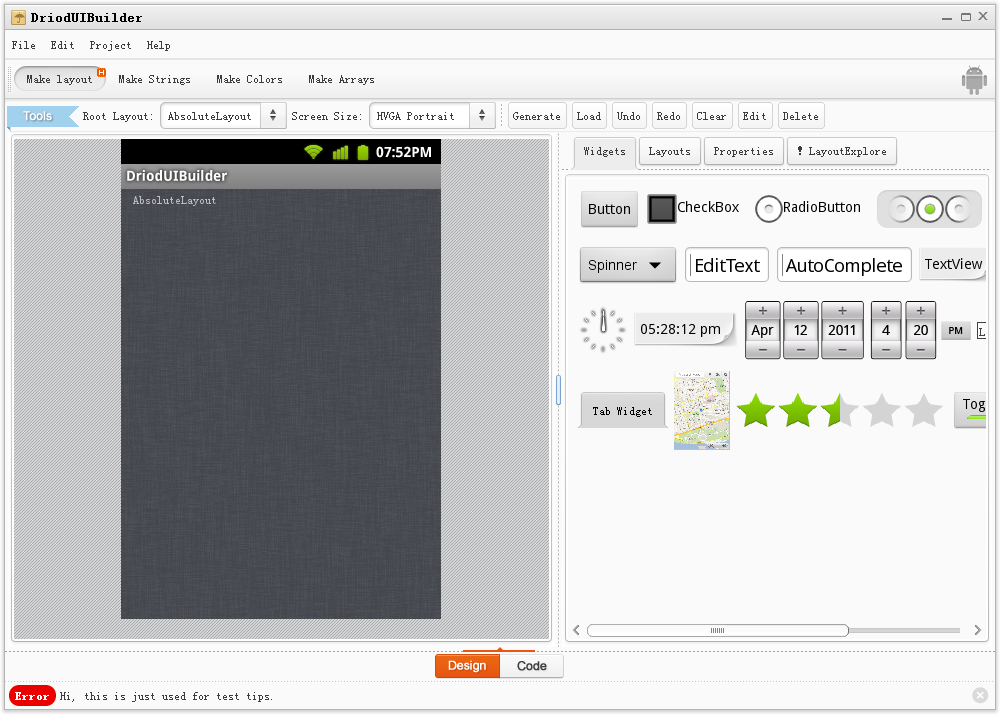 DriodUIBuilder
File Edit Project Help
Make layout H Make Strings Make Colors Make Arrays
Tools Root Layout: AbsoluteLayout Screen Size: HVGA Portrait Generate Load Undo Redo Clear Edit Delete
07:52PM
DriodUIBuilder
AbsoluteLayout
Widgets Layouts Properties ! LayoutExplore
Button CheckBox RadioButton
Spinner EditText AutoComplete TextView
05:28:12 pm
+ + + + +
Apr 12 2011 4 20 PM L
− − − − −
Tab Widget Tog
Design Code
Error Hi, this is just used for test tips.